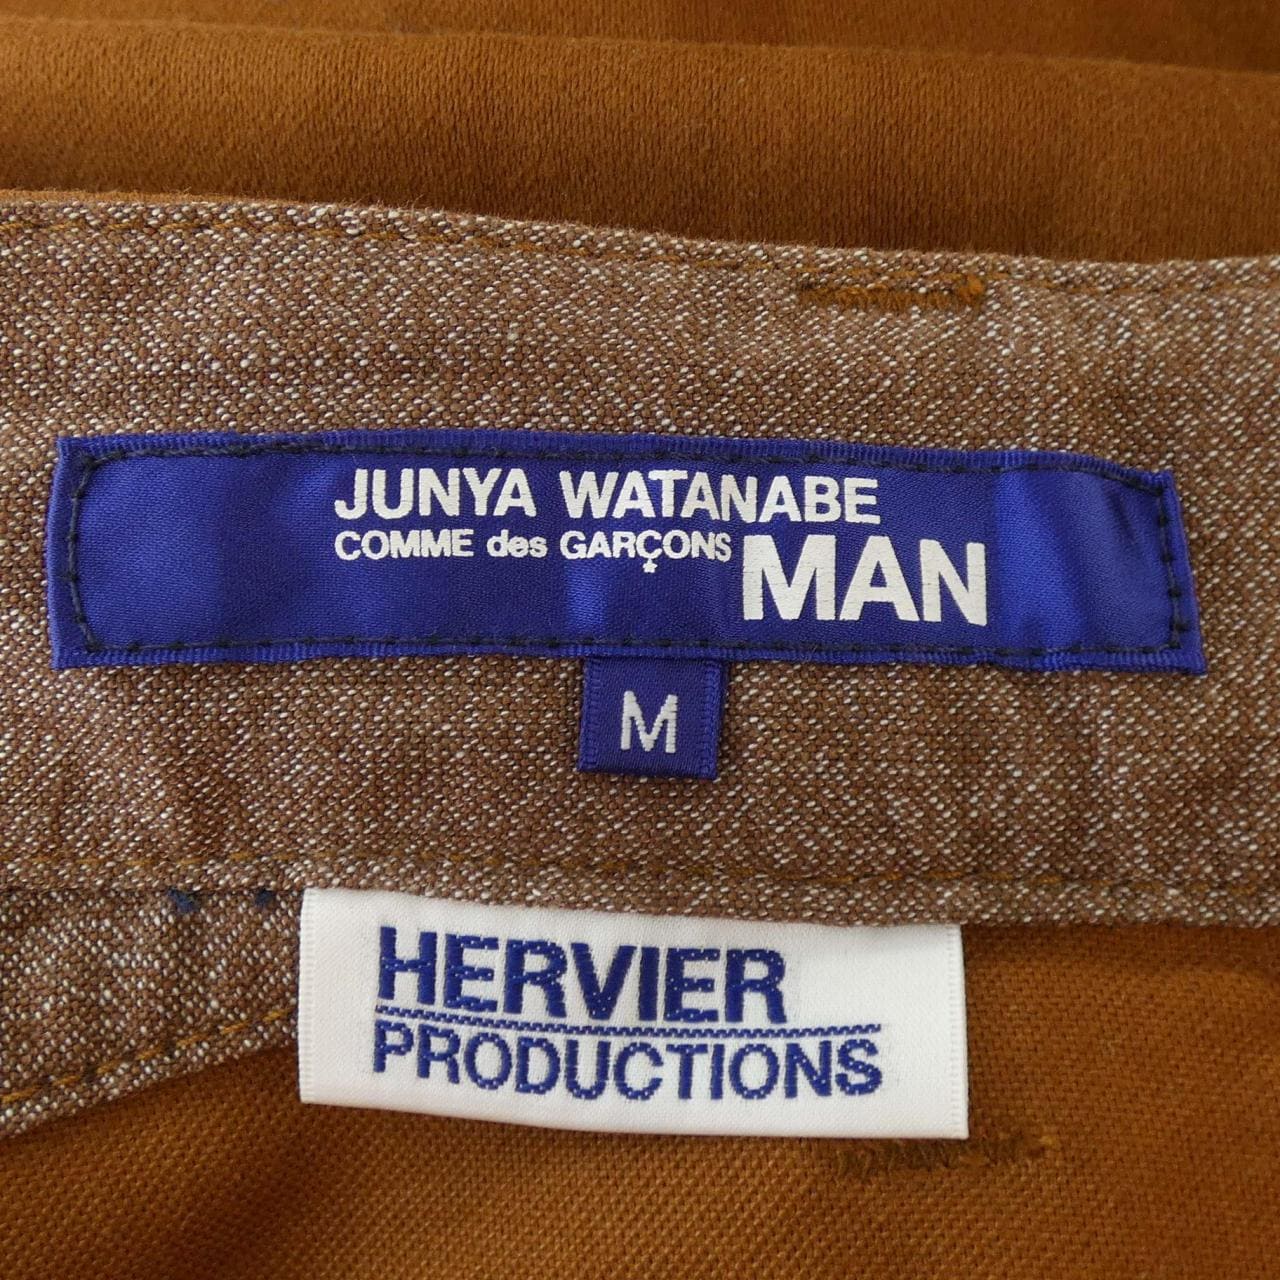 JUNYA WATANABE
COMME des GARÇONS
MAN
M
HERVIER
PRODUCTIONS